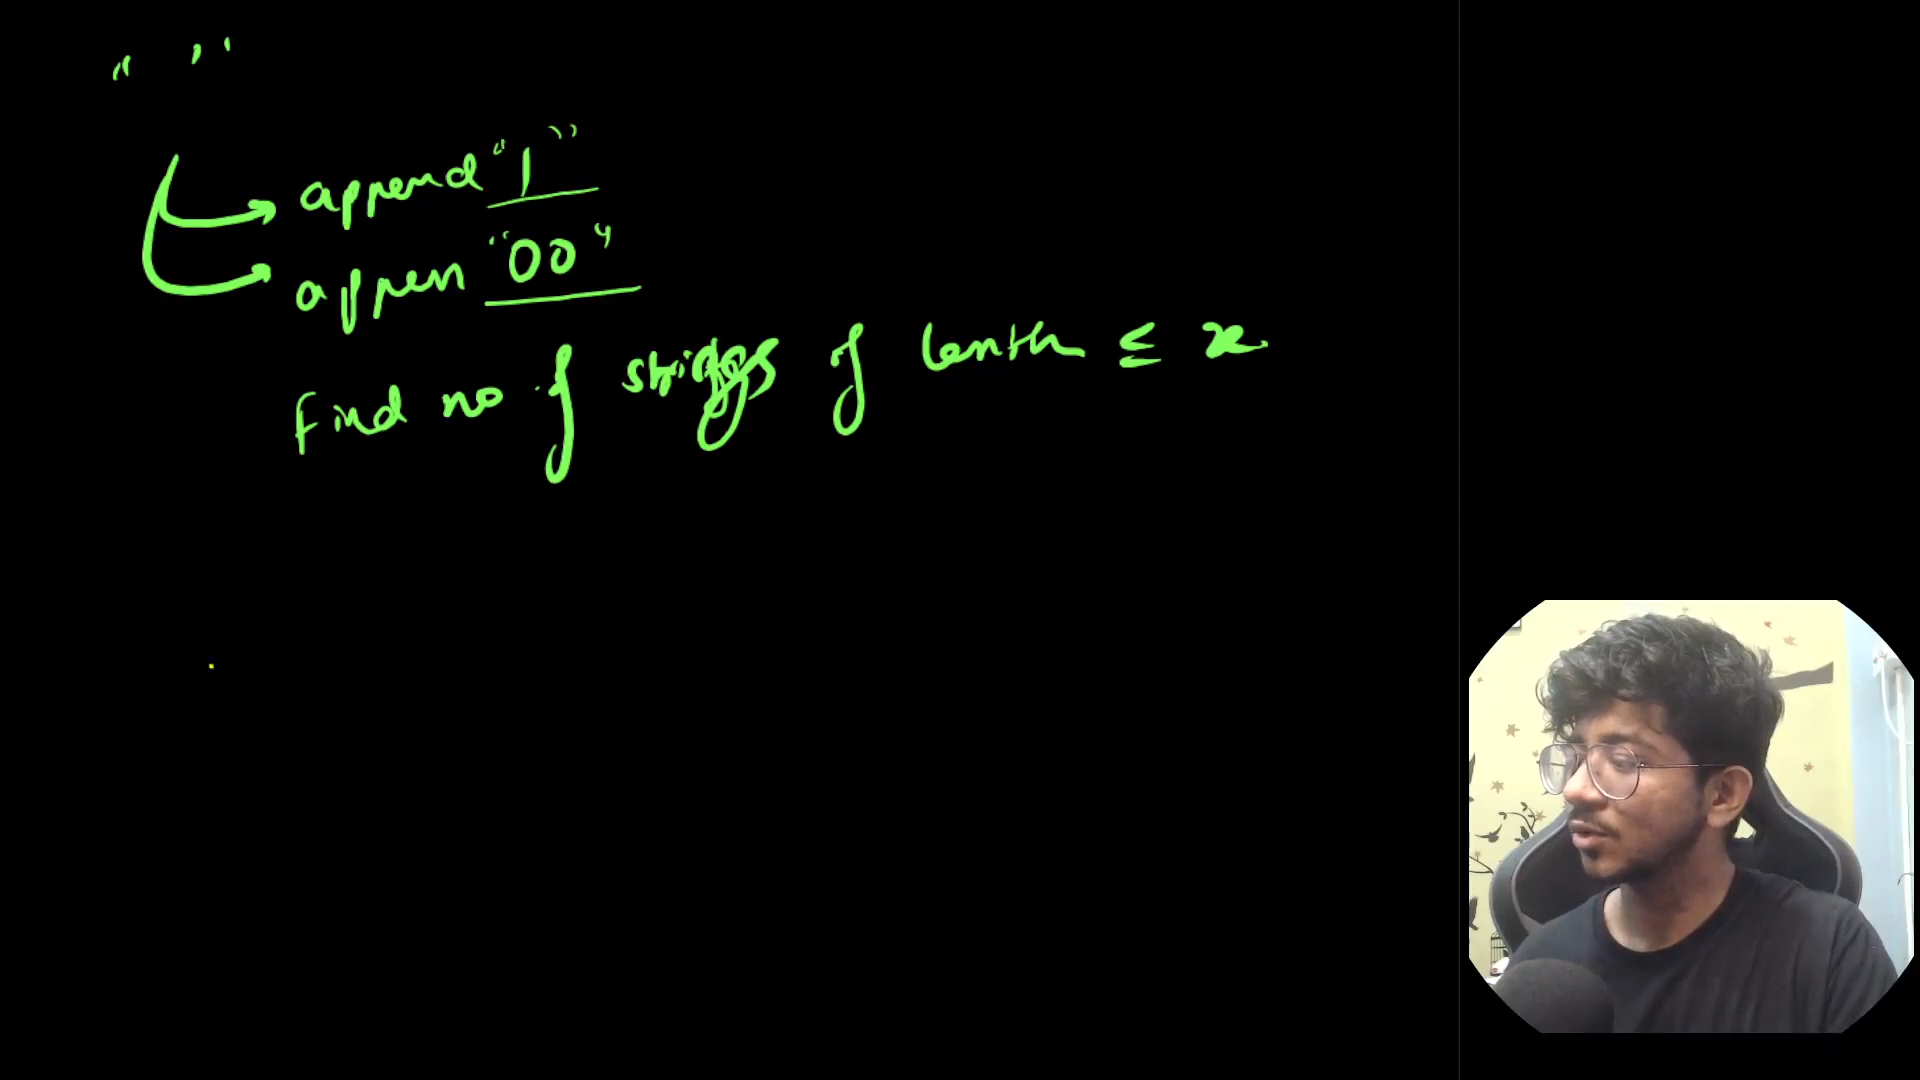 " "
append "1"
appen "00"
Find no of strings of lenth ≤ x